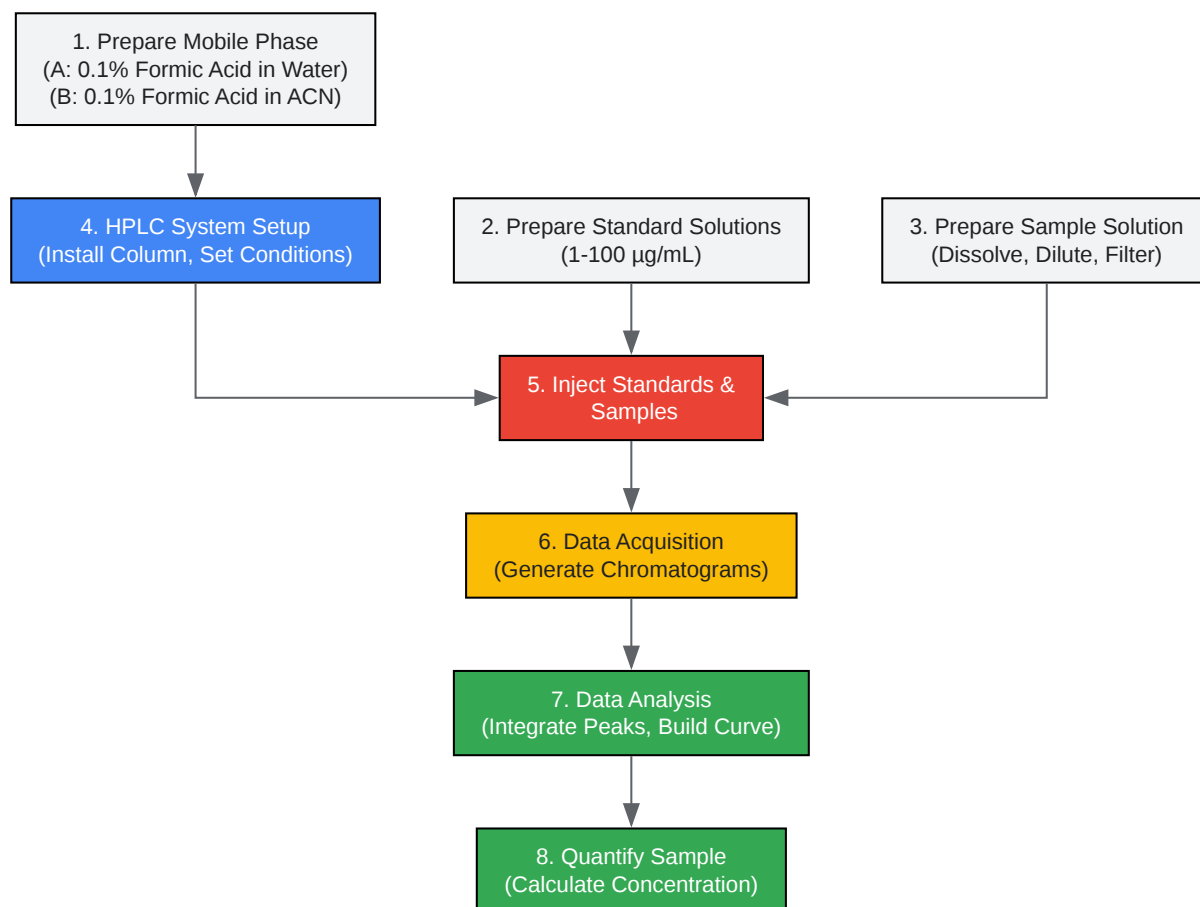 1. Prepare Mobile Phase
(A: 0.1% Formic Acid in Water)
(B: 0.1% Formic Acid in ACN)
4. HPLC System Setup
(Install Column, Set Conditions)
2. Prepare Standard Solutions
(1-100 µg/mL)
3. Prepare Sample Solution
(Dissolve, Dilute, Filter)
5. Inject Standards &
Samples
6. Data Acquisition
(Generate Chromatograms)
7. Data Analysis
(Integrate Peaks, Build Curve)
8. Quantify Sample
(Calculate Concentration)